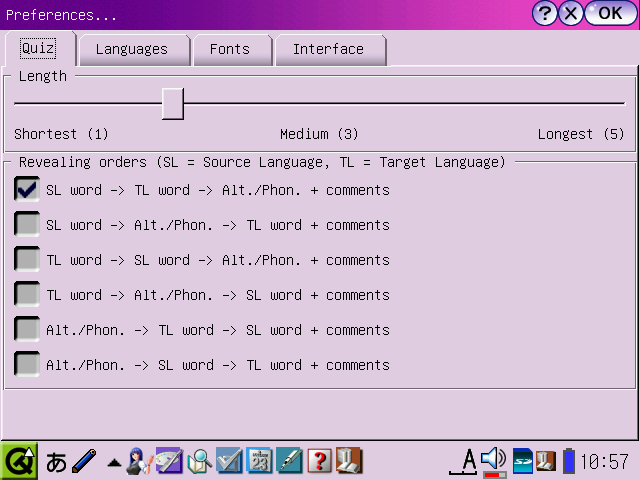 Preferences...
? X OK
Quiz Languages Fonts Interface
Length
Shortest (1) Medium (3) Longest (5)
Revealing orders (SL = Source Language, TL = Target Language)
SL word -> TL word -> Alt./Phon. + comments
SL word -> Alt./Phon. -> TL word + comments
TL word -> SL word -> Alt./Phon. + comments
TL word -> Alt./Phon. -> SL word + comments
Alt./Phon. -> TL word -> SL word + comments
Alt./Phon. -> SL word -> TL word + comments
あ 23 ? _A 10:57